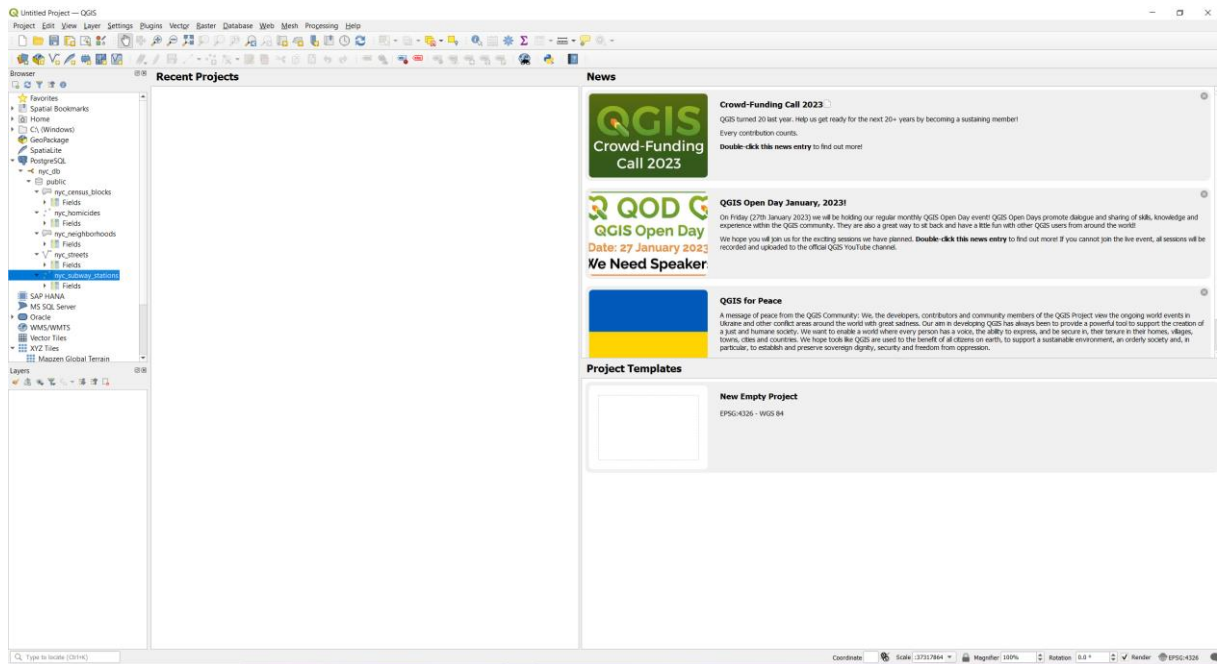 Untitled Project — QGIS
Project Edit View Layer Settings Plugins Vector Raster Database Web Mesh Processing Help
Browser
Favorites
Spatial Bookmarks
Home
C:\ (Windows)
GeoPackage
SpatiaLite
PostgreSQL
nyc_db
public
nyc_census_blocks
Fields
nyc_homicides
Fields
nyc_neighborhoods
Fields
nyc_streets
Fields
nyc_subway_stations
Fields
SAP HANA
MS SQL Server
Oracle
WMS/WMTS
Vector Tiles
XYZ Tiles
Mapzen Global Terrain
Layers
Recent Projects
News
QGIS
Crowd-Funding
Call 2023
Crowd-Funding Call 2023
QGIS turned 20 last year. Help us get ready for the next 20+ years by becoming a sustaining member!
Every contribution counts.
Double-click this news entry to find out more!
QOD
QGIS Open Day
Date: 27 January 2023
We Need Speaker
QGIS Open Day January, 2023!
On Friday (27th January 2023) we will be holding our regular monthly QGIS Open Day event! QGIS Open Days promote dialogue and sharing of skills, knowledge and
experience within the QGIS community. They are also a great way to sit back and have a little fun with other QGIS users from around the world!
We hope you will join us for the exciting sessions we have planned. Double-click this news entry to find out more! If you cannot join the live event, all sessions will be
recorded and uploaded to the official QGIS YouTube channel.
QGIS for Peace
A message of peace from the QGIS Community: We, the developers, contributors and community members of the QGIS Project view the ongoing world events in
Ukraine and other conflict areas around the world with great sadness. Our aim in developing QGIS has always been to provide a powerful tool to support the creation of
a just and humane society. We want to enable a world where every person has a voice, the ability to express, and be secure in, their tenure in their homes, villages,
towns, cities and countries. We hope tools like QGIS are used to the benefit of all citizens on earth, to support a sustainable environment, an orderly society and, in
particular, to establish and preserve sovereign dignity, security and freedom from oppression.
Project Templates
New Empty Project
EPSG:4326 - WGS 84
Type to locate (Ctrl+K)
Coordinate Scale :37317864 Magnifier 100% Rotation 0.0 ° Render EPSG:4326